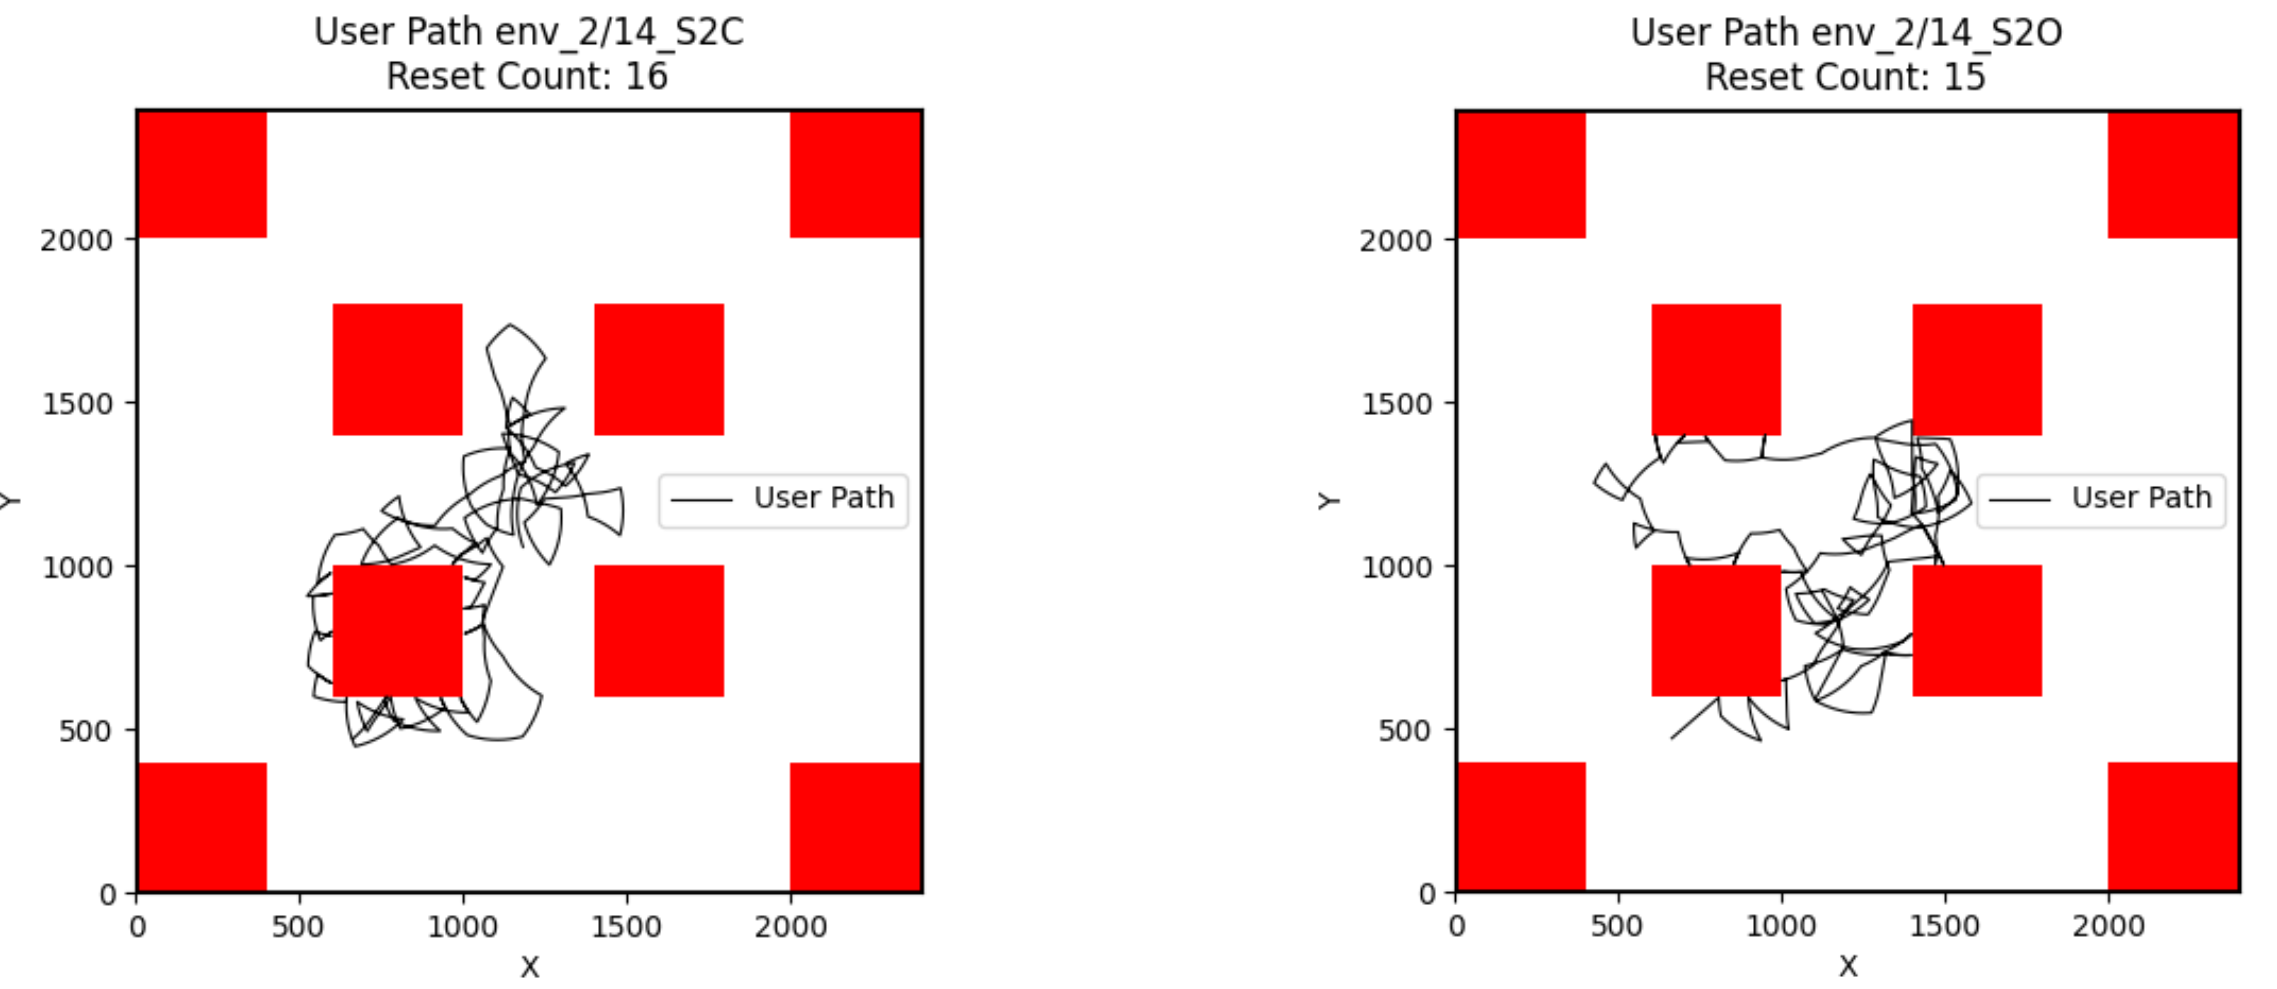 User Path env_2/14_S2C
Reset Count: 16
Y
2000
1500
1000
500
0
0 500 1000 1500 2000
X
User Path
User Path env_2/14_S2O
Reset Count: 15
Y
2000
1500
1000
500
0
0 500 1000 1500 2000
X
User Path